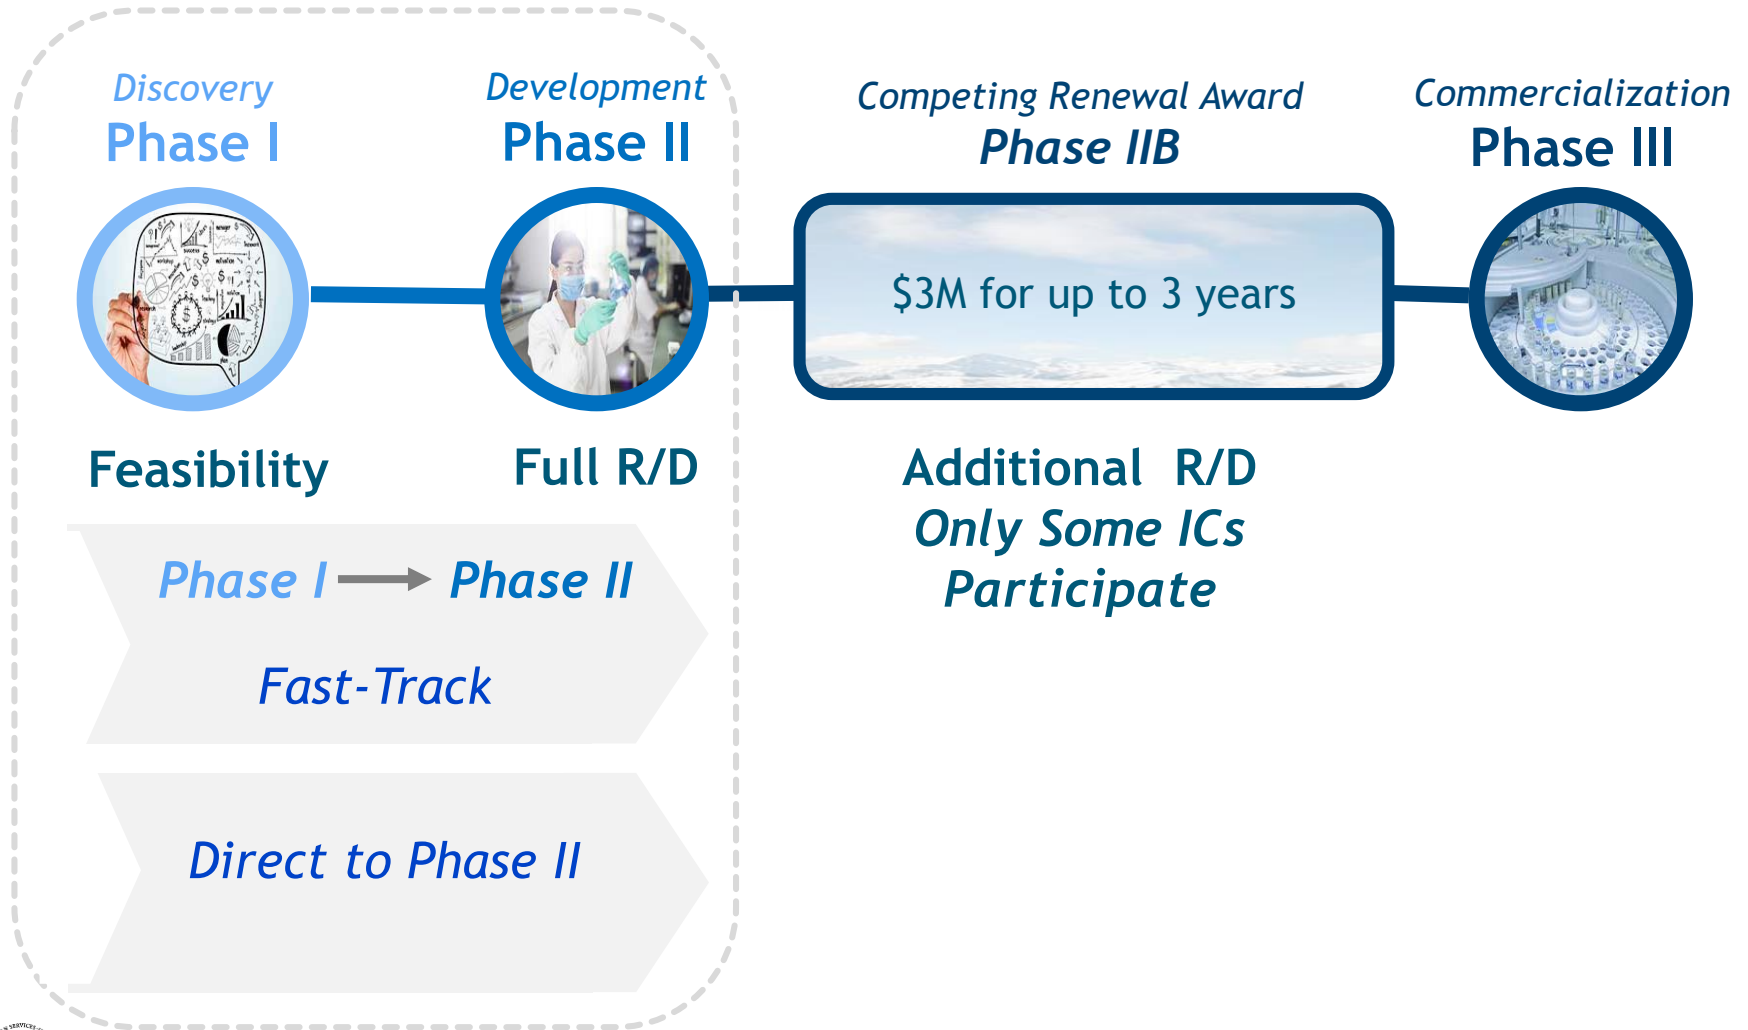 Discovery
Phase I
Development
Phase II
Competing Renewal Award
Phase IIB
Commercialization
Phase III
$3M for up to 3 years
Feasibility
Full R/D
Additional R/D
Only Some ICs
Participate
Phase I
Phase II
Fast-Track
Direct to Phase II